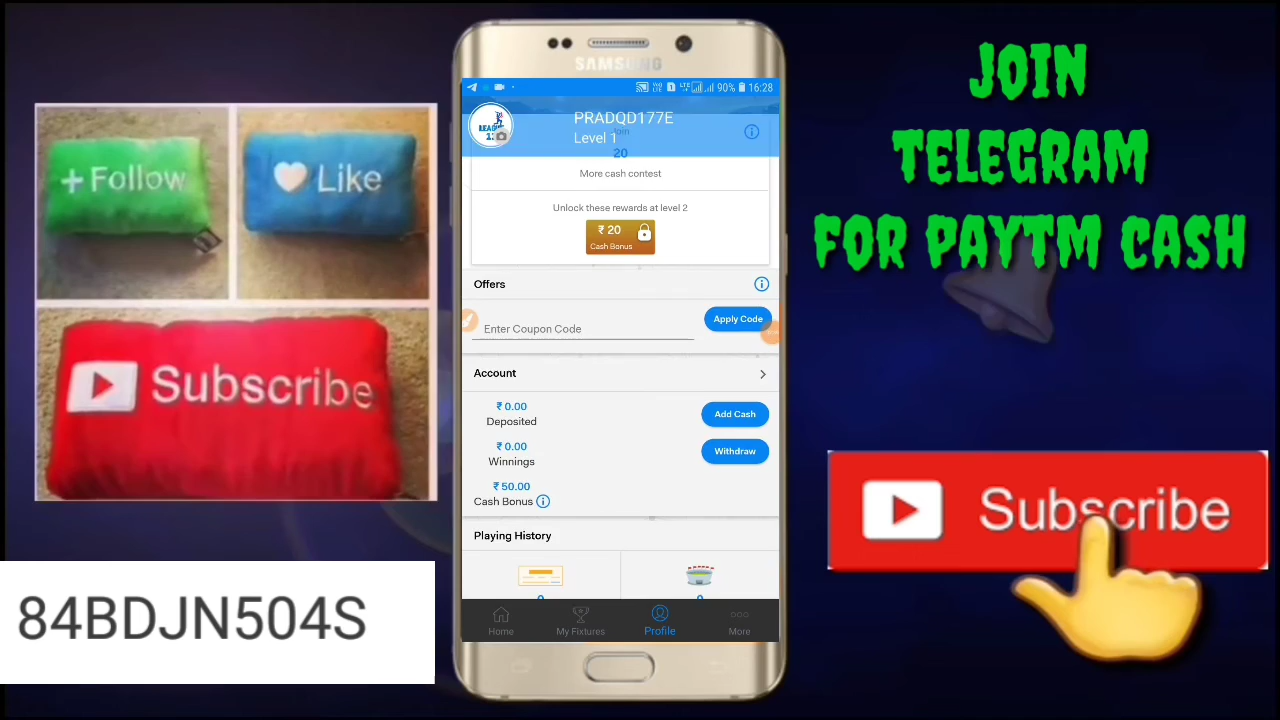 + Follow
Like
Subscribe
84BDJN504S
SAMSUNG
90% 16:28
PRADQD177E
Level 1
Join
20
More cash contest
Unlock these rewards at level 2
₹ 20
Cash Bonus
Offers
Enter Coupon Code
Apply Code
Account
₹ 0.00
Deposited
Add Cash
₹ 0.00
Winnings
Withdraw
₹ 50.00
Cash Bonus
Playing History
Home
My Fixtures
Profile
More
JOIN
TELEGRAM
FOR PAYTM CASH
Subscribe